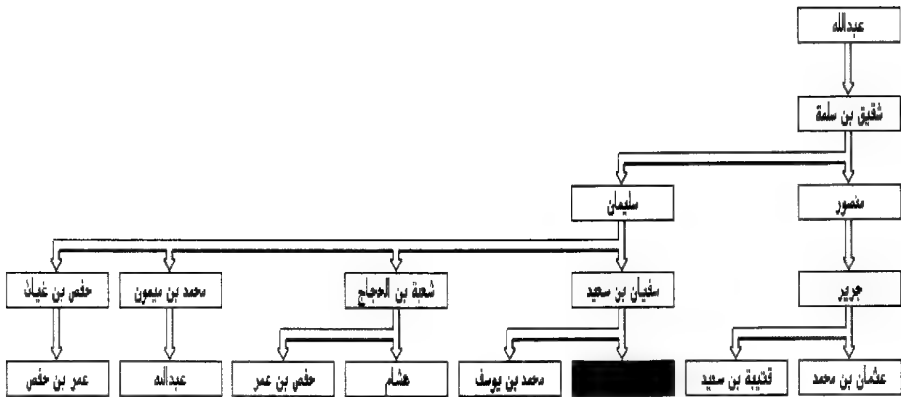 عبدالله
شقيق بن سلمة
منصور
سليمان
جرير
سفيان بن سعيد
شعبة بن الحجاج
محمد بن ميمون
حفص بن غياث
عثمان بن محمد
قتيبة بن سعيد
محمد بن يوسف
هشام
حفص بن عمر
عبدالله
عمر بن حفص